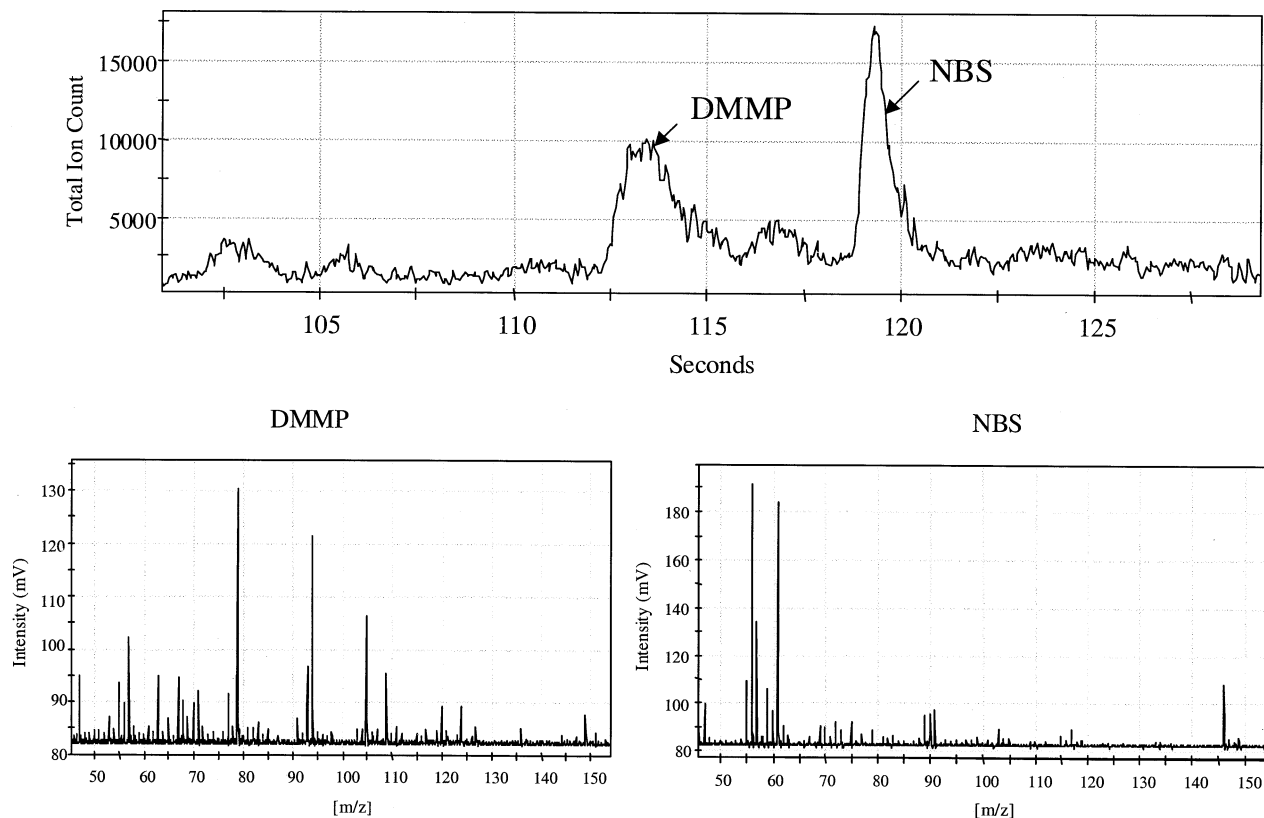 Total Ion Count
15000
10000
5000
DMMP
NBS
105 110 115 120 125
Seconds
DMMP
Intensity (mV)
130
120
110
100
90
80
50 60 70 80 90 100 110 120 130 140 150
[m/z]
NBS
Intensity (mV)
180
160
140
120
100
80
50 60 70 80 90 100 110 120 130 140 150
[m/z]